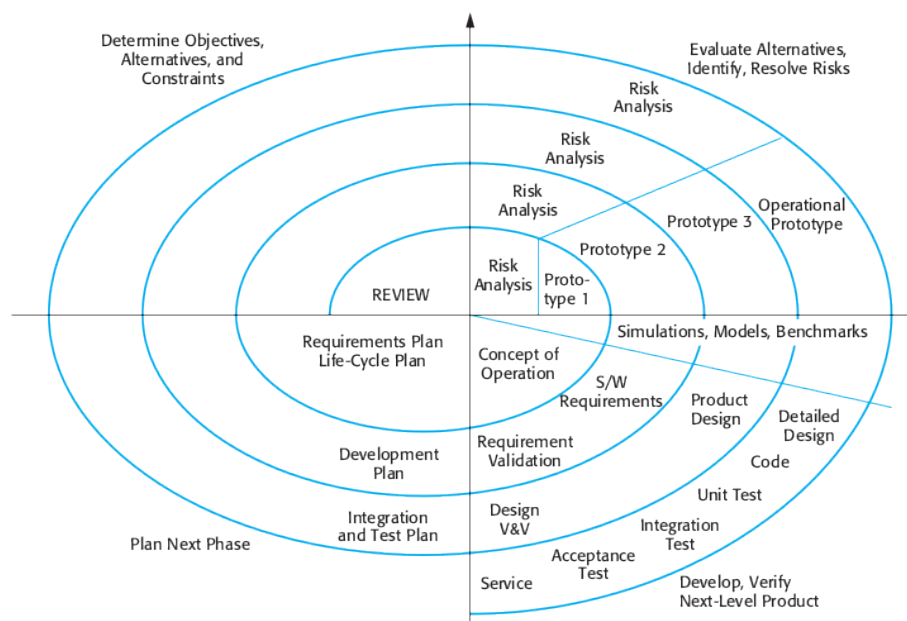 Determine Objectives,
Alternatives, and
Constraints
Evaluate Alternatives,
Identify, Resolve Risks
Risk
Analysis
Risk
Analysis
Risk
Analysis
Risk
Analysis
Proto-
type 1
Prototype 2
Prototype 3
Operational
Prototype
REVIEW
Requirements Plan
Life-Cycle Plan
Concept of
Operation
Simulations, Models, Benchmarks
S/W
Requirements
Product
Design
Detailed
Design
Development
Plan
Requirement
Validation
Code
Unit Test
Integration
and Test Plan
Design
V&V
Integration
Test
Acceptance
Test
Service
Plan Next Phase
Develop, Verify
Next-Level Product